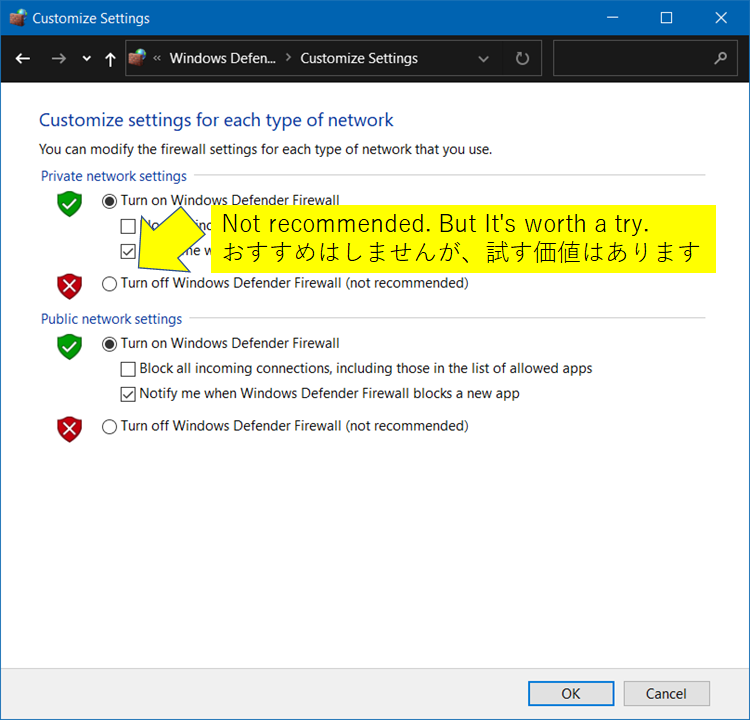 Customize Settings
« Windows Defen... > Customize Settings
Customize settings for each type of network
You can modify the firewall settings for each type of network that you use.
Private network settings
Turn on Windows Defender Firewall
Not recommended. But It's worth a try.
おすすめはしませんが、試す価値はあります
Turn off Windows Defender Firewall (not recommended)
Public network settings
Turn on Windows Defender Firewall
Block all incoming connections, including those in the list of allowed apps
Notify me when Windows Defender Firewall blocks a new app
Turn off Windows Defender Firewall (not recommended)
OK Cancel